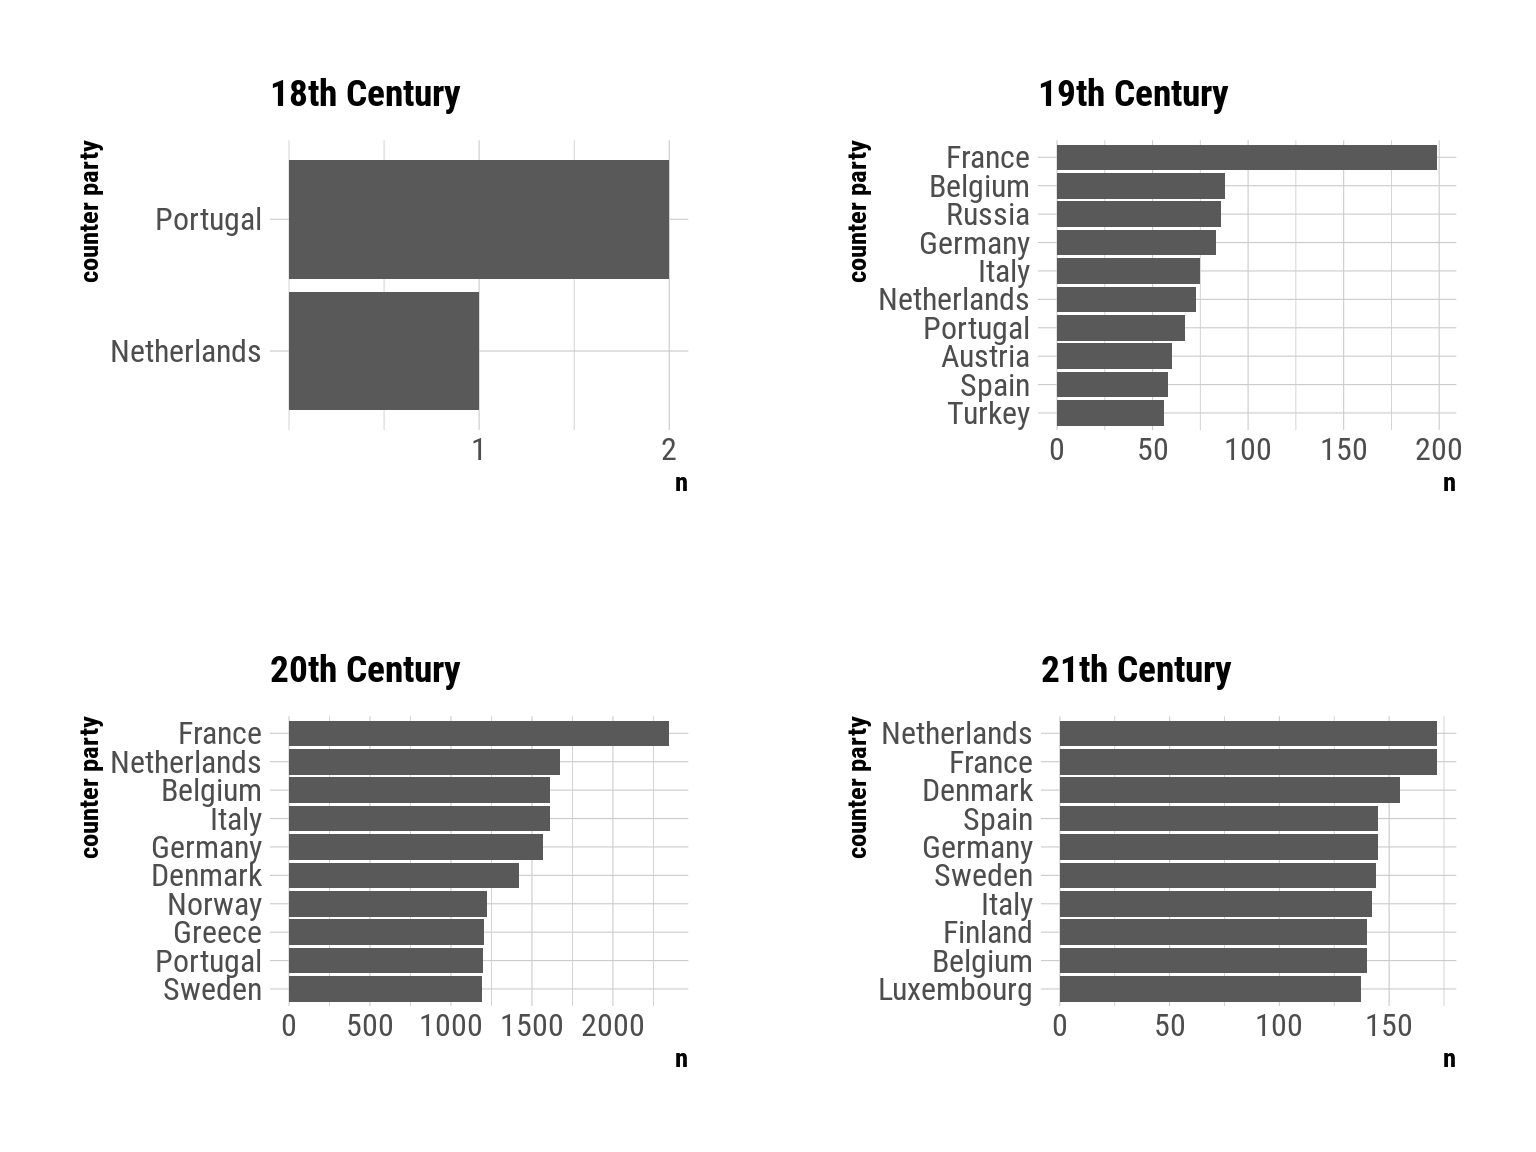 18th Century
counter party
Portugal
Netherlands
1 2
n
19th Century
counter party
France
Belgium
Russia
Germany
Italy
Netherlands
Portugal
Austria
Spain
Turkey
0 50 100 150 200
n
20th Century
counter party
France
Netherlands
Belgium
Italy
Germany
Denmark
Norway
Greece
Portugal
Sweden
0 500 1000 1500 2000
n
21th Century
counter party
Netherlands
France
Denmark
Spain
Germany
Sweden
Italy
Finland
Belgium
Luxembourg
0 50 100 150
n